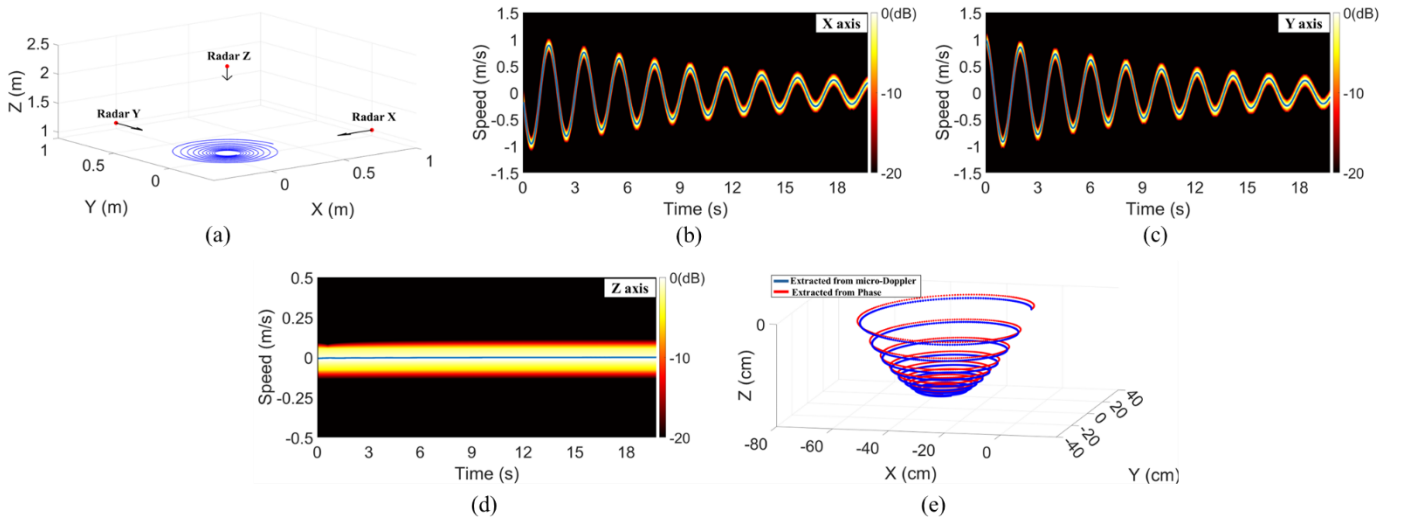 2.5
2
1.5
1
Z (m)
Radar Z
Radar Y
Radar X
1
0.5
0
Y (m)
0
0.5
1
X (m)
(a)
X axis
1.5
1
0.5
0
-0.5
-1
-1.5
Speed (m/s)
0 3 6 9 12 15 18
Time (s)
0(dB)
-10
-20
(b)
Y axis
1.5
1
0.5
0
-0.5
-1
-1.5
Speed (m/s)
0 3 6 9 12 15 18
Time (s)
0(dB)
-10
-20
(c)
Z axis
0.5
0.25
0
-0.25
-0.5
Speed (m/s)
0 3 6 9 12 15 18
Time (s)
0(dB)
-10
-20
(d)
Extracted from micro-Doppler
Extracted from Phase
0
Z (cm)
-80 -60 -40 -20 0
X (cm)
40
20
0
-20
-40
Y (cm)
(e)